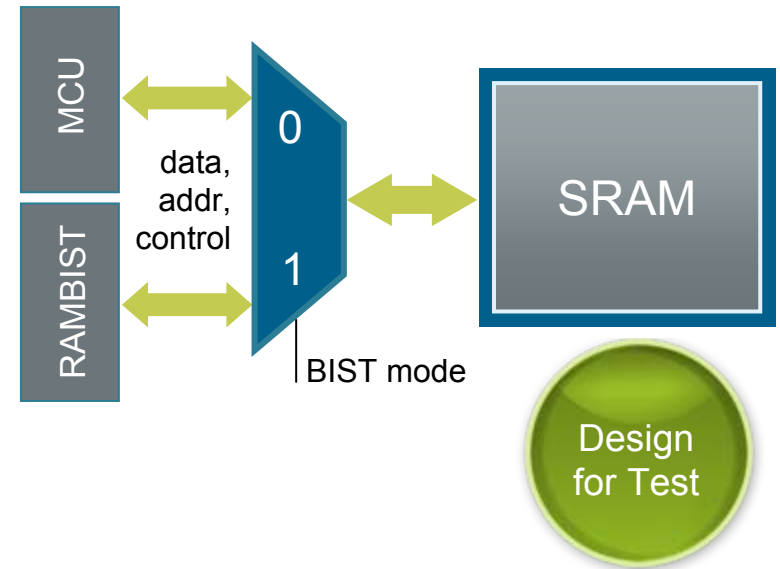 MCU
0
data,
addr,
control
1
RAMBIST
BIST mode
SRAM
Design
for Test